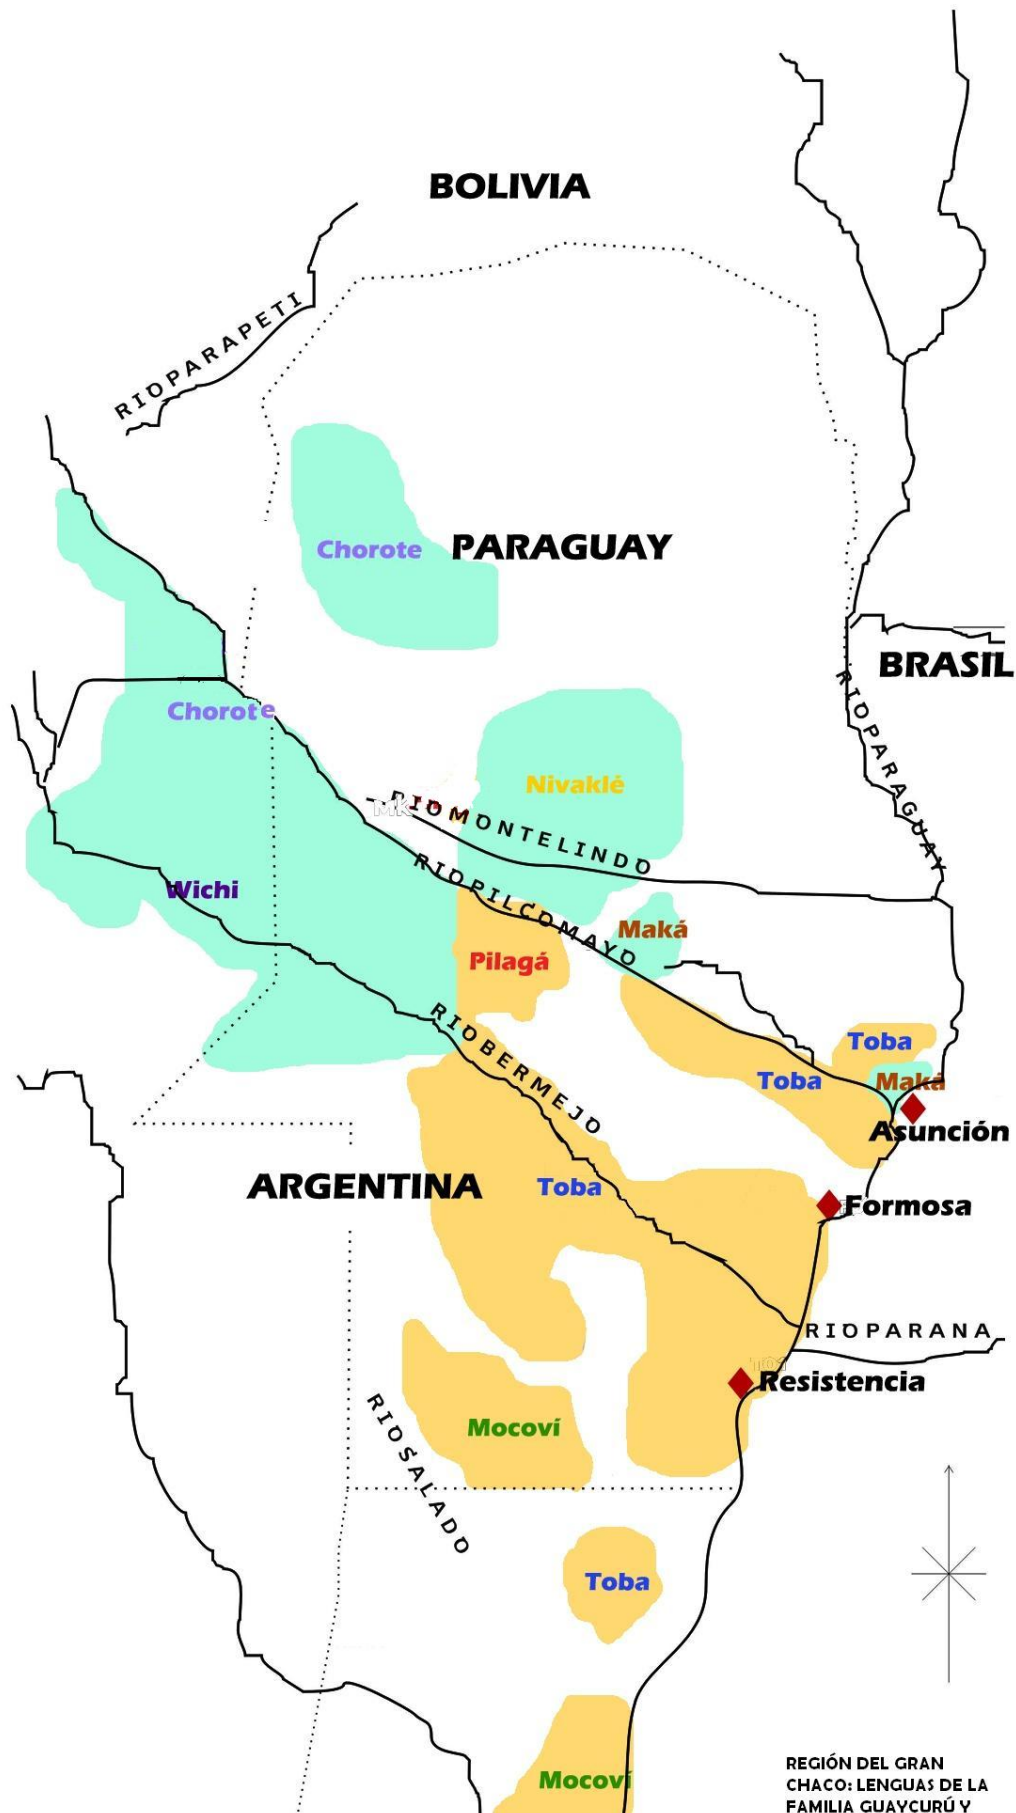 BOLIVIA
RIOPARAPETI
Chorote
PARAGUAY
BRASIL
RIOPARAGUAY
Chorote
Nivaklé
MK
RIOMONTELINDO
RIOPILCOMAYO
Wichi
Maká
Pilagá
RIOBERMEJO
Toba
Toba
Maká
Asunción
ARGENTINA
Toba
Formosa
RIOPARANA
Resistencia
Mocoví
RIOSALADO
Toba
Mocoví
REGIÓN DEL GRAN
CHACO: LENGUAS DE LA
FAMILIA GUAYCURÚ Y